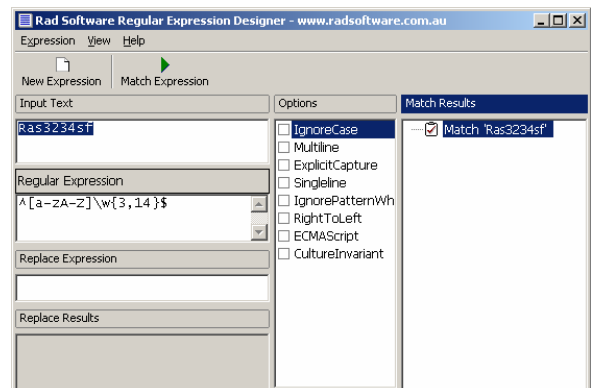 Rad Software Regular Expression Designer - www.radsoftware.com.au
Expression View Help
New Expression Match Expression
Input Text
Ras3234sf
Regular Expression
^[a-zA-Z]\w{3,14}$
Replace Expression
Replace Results
Options
IgnoreCase
Multiline
ExplicitCapture
Singleline
IgnorePatternWh
RightToLeft
ECMAScript
CultureInvariant
Match Results
Match 'Ras3234sf'